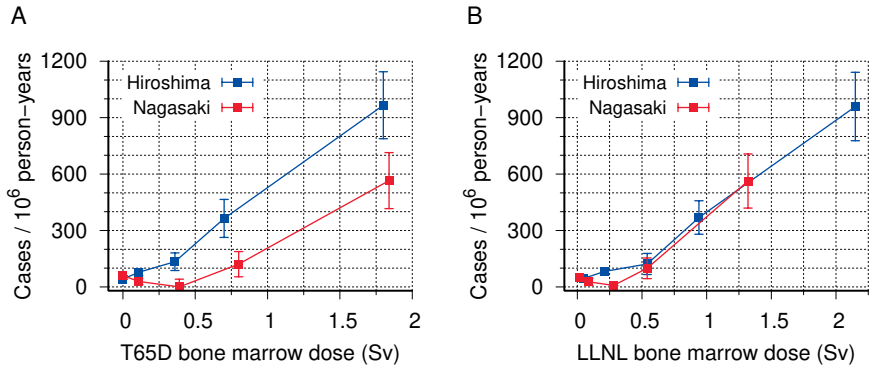 A
1200
900
600
300
0
Cases / 10⁶ person−years
Hiroshima
Nagasaki
0 0.5 1 1.5 2
T65D bone marrow dose (Sv)
B
1200
900
600
300
0
Cases / 10⁶ person−years
Hiroshima
Nagasaki
0 0.5 1 1.5 2
LLNL bone marrow dose (Sv)